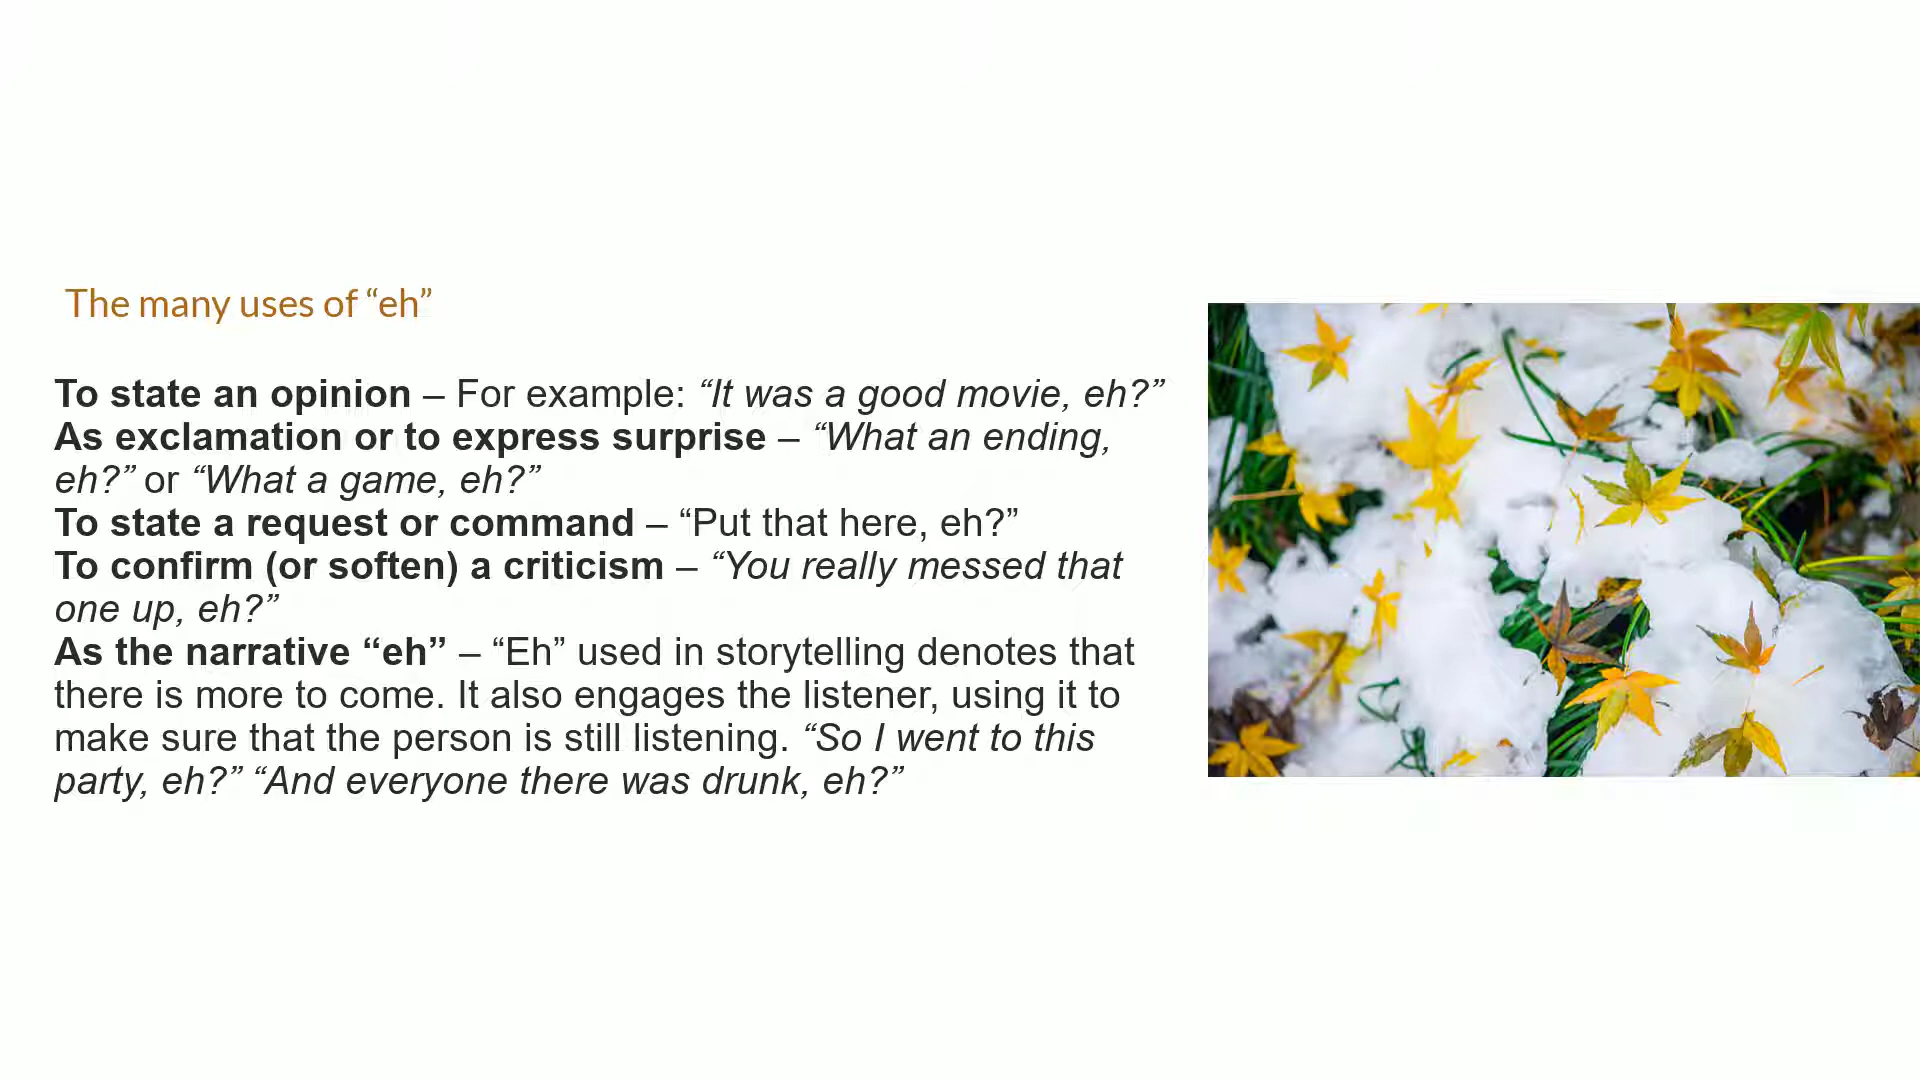 The many uses of “eh”
To state an opinion – For example: “It was a good movie, eh?”
As exclamation or to express surprise – “What an ending,
eh?” or “What a game, eh?”
To state a request or command – “Put that here, eh?”
To confirm (or soften) a criticism – “You really messed that
one up, eh?”
As the narrative “eh” – “Eh” used in storytelling denotes that
there is more to come. It also engages the listener, using it to
make sure that the person is still listening. “So I went to this
party, eh?” “And everyone there was drunk, eh?”